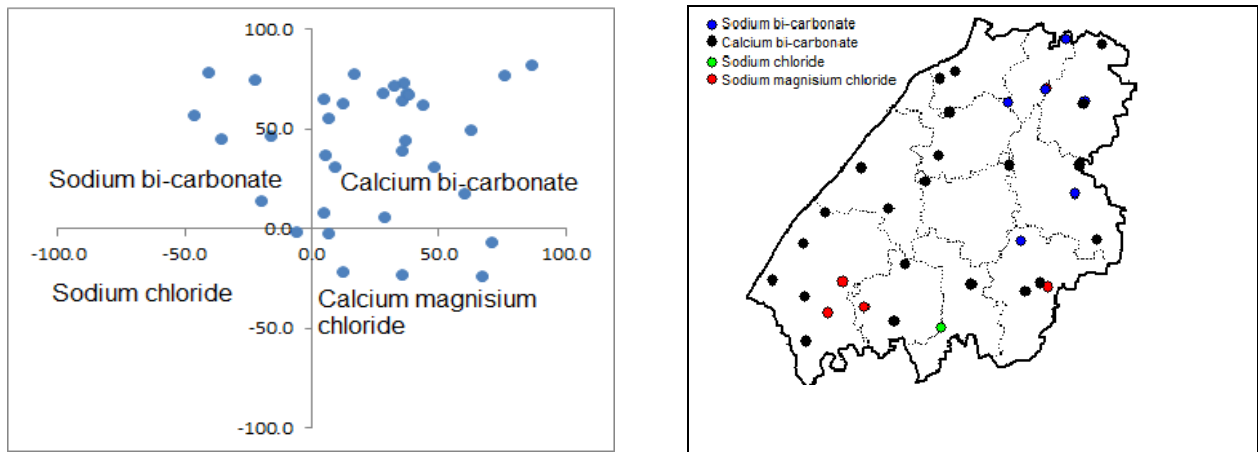 100.0
50.0
Sodium bi-carbonate
Calcium bi-carbonate
0.0
-100.0
-50.0
0.0
50.0
100.0
Sodium chloride
Calcium magnisium
chloride
-50.0
-100.0
Sodium bi-carbonate
Calcium bi-carbonate
Sodium chloride
Sodium magnisium chloride